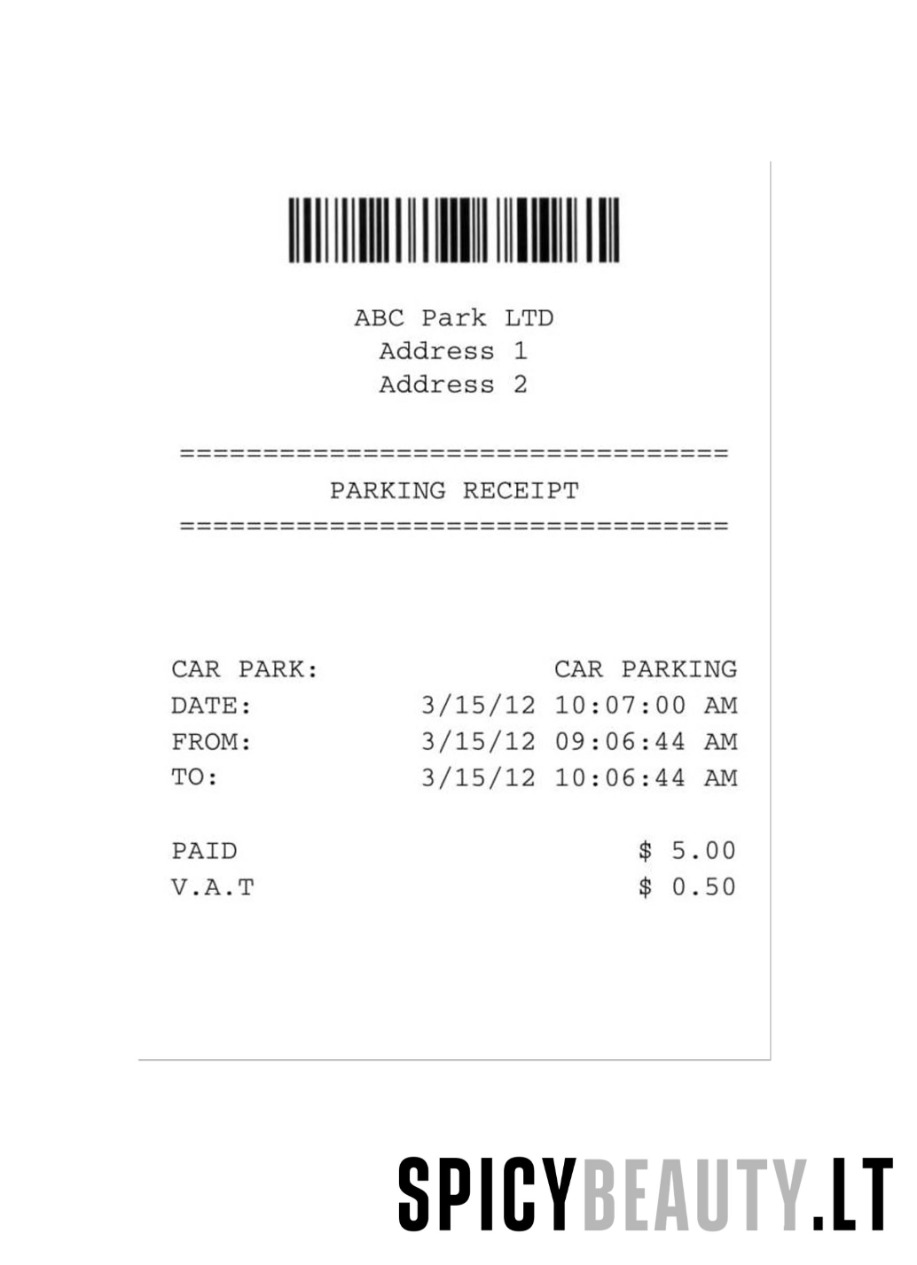 ABC Park LTD
Address 1
Address 2
=================================
PARKING RECEIPT
=================================
CAR PARK: CAR PARKING
DATE: 3/15/12 10:07:00 AM
FROM: 3/15/12 09:06:44 AM
TO: 3/15/12 10:06:44 AM
PAID $ 5.00
V.A.T $ 0.50
SPICYBEAUTY.LT